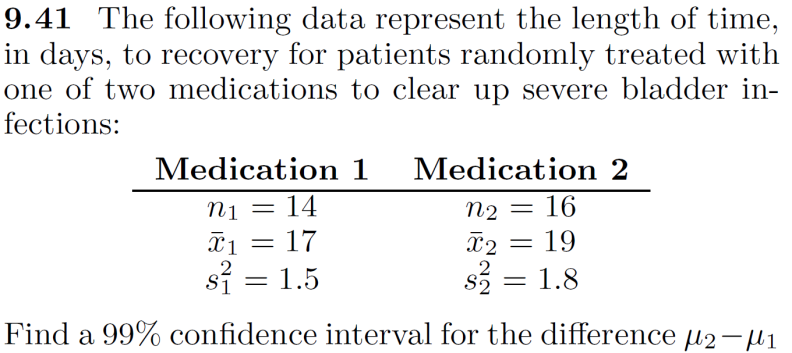 9.41 The following data represent the length of time,
in days, to recovery for patients randomly treated with
one of two medications to clear up severe bladder in-
fections:
Medication 1 Medication 2
n₁ = 14 n₂ = 16
x̄₁ = 17 x̄₂ = 19
s₁² = 1.5 s₂² = 1.8
Find a 99% confidence interval for the difference μ₂−μ₁